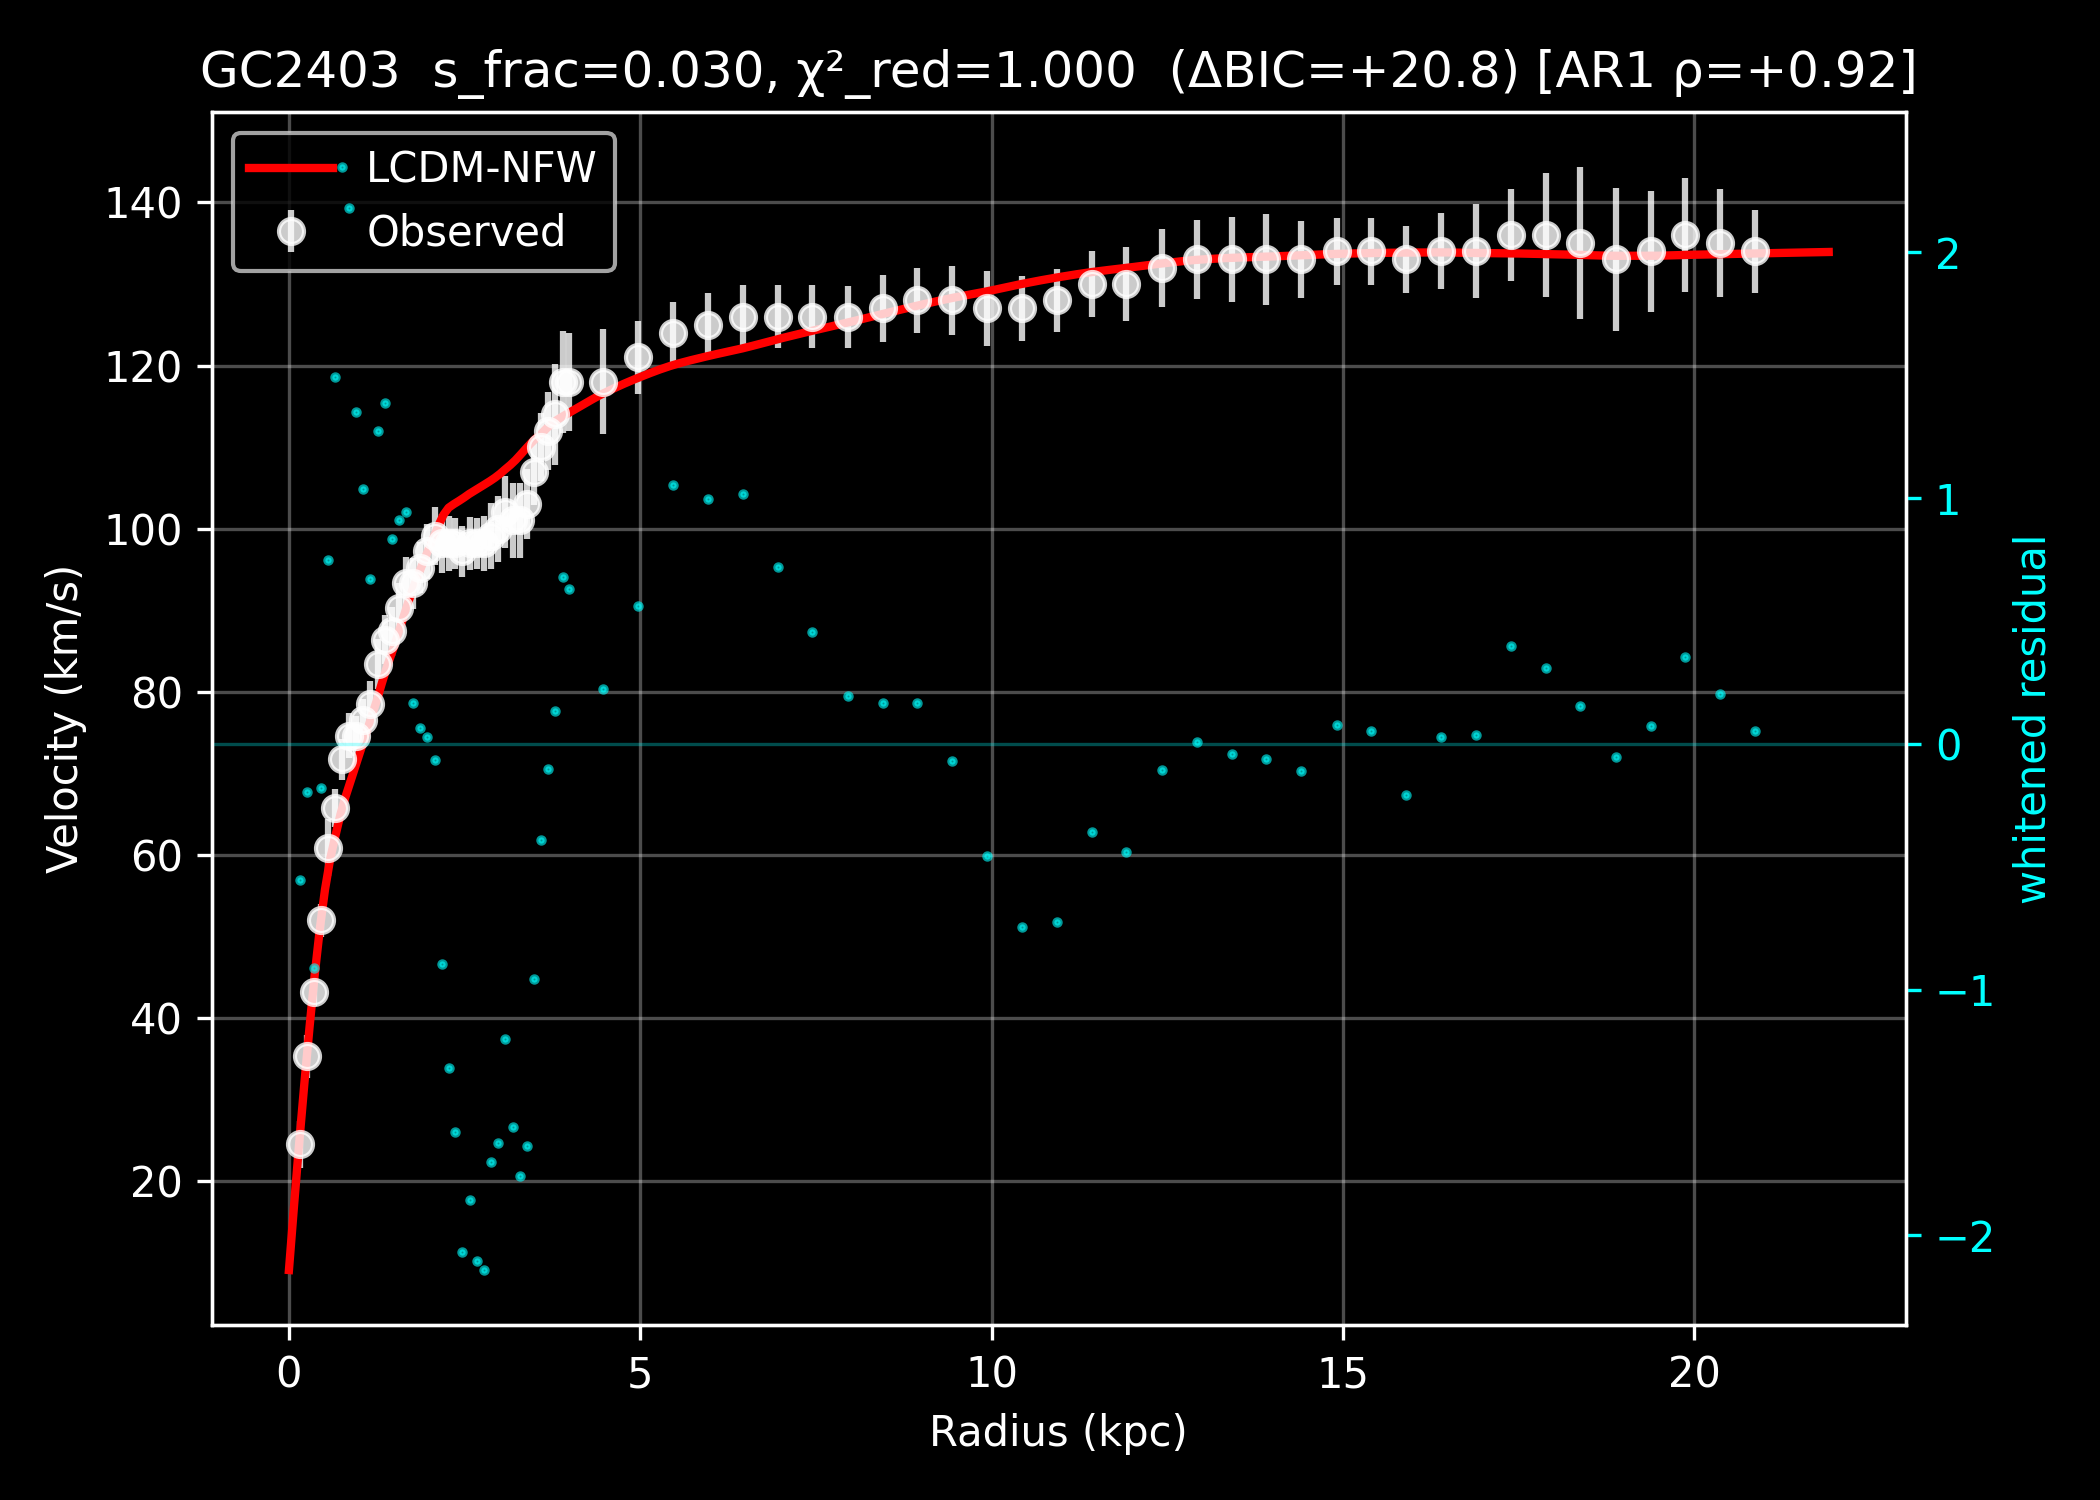 GC2403 s_frac=0.030, χ²_red=1.000 (ΔBIC=+20.8) [AR1 ρ=+0.92]
LCDM-NFW
Observed
140
120
100
80
60
40
20
Velocity (km/s)
0
5
10
15
20
Radius (kpc)
2
1
0
−1
−2
whitened residual